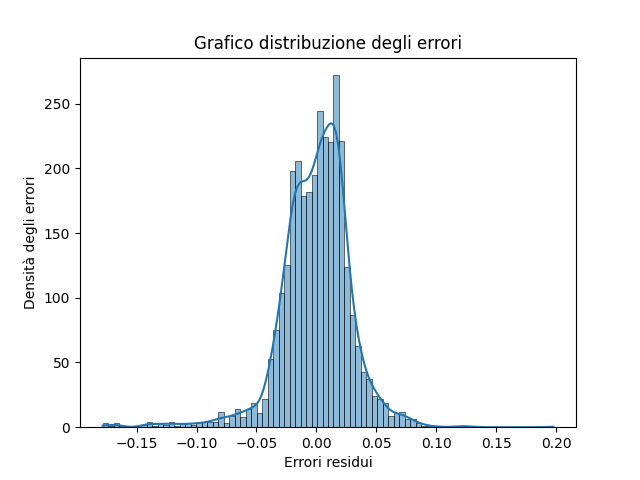 Grafico distribuzione degli errori
Densità degli errori
250
200
150
100
50
0
−0.15 −0.10 −0.05 0.00 0.05 0.10 0.15 0.20
Errori residui